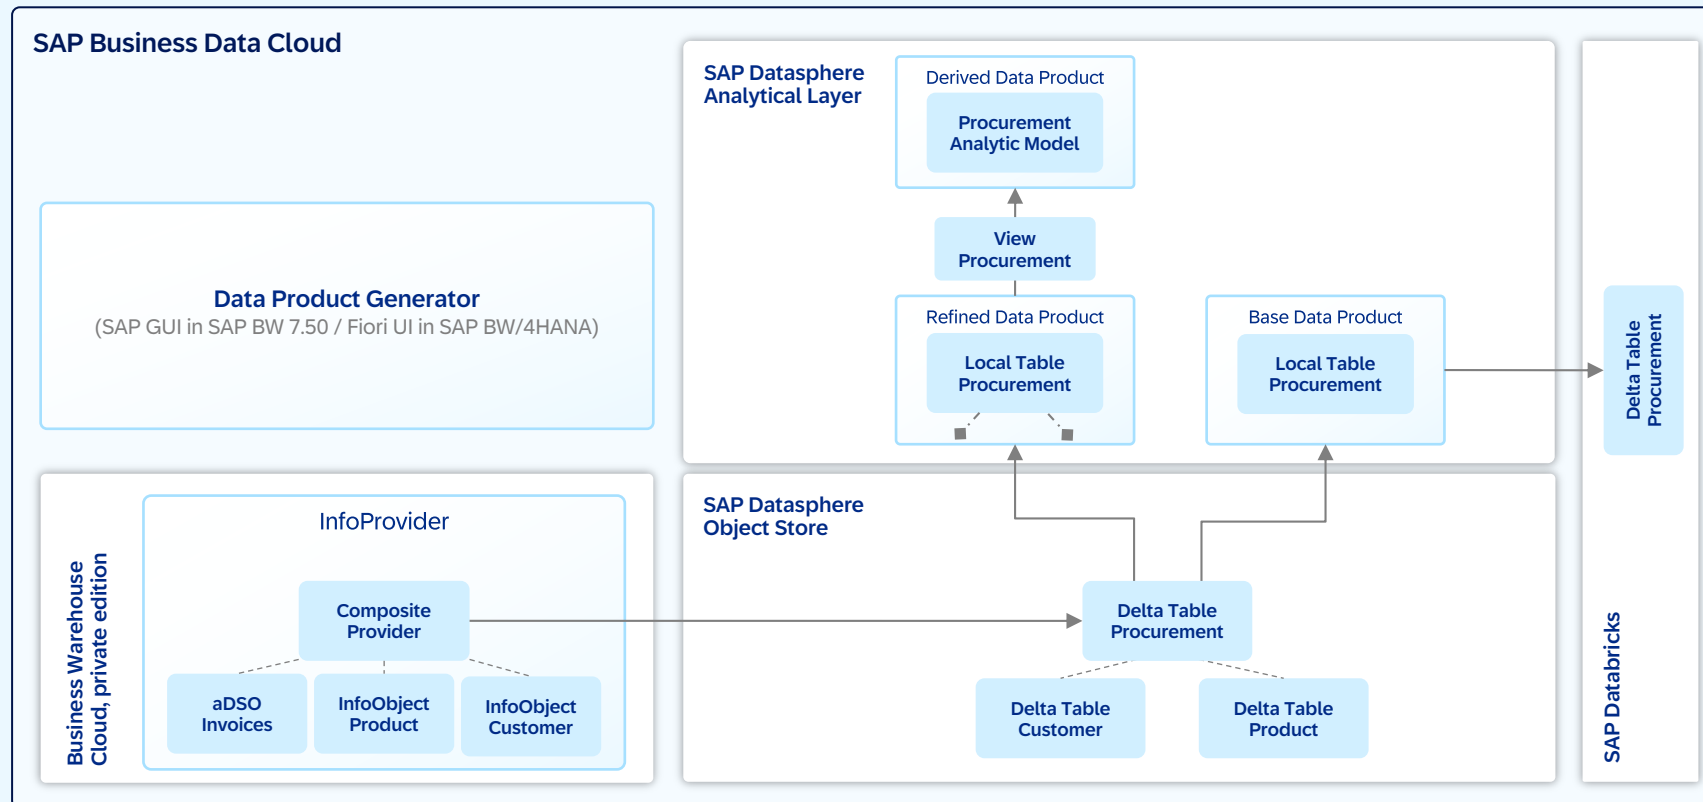 SAP Business Data Cloud
SAP Datasphere
Analytical Layer
Derived Data Product
Procurement
Analytic Model
View
Procurement
Data Product Generator
(SAP GUI in SAP BW 7.50 / Fiori UI in SAP BW/4HANA)
Refined Data Product
Local Table
Procurement
Base Data Product
Local Table
Procurement
Delta Table
Procurement
SAP Databricks
Business Warehouse
Cloud, private edition
InfoProvider
Composite
Provider
aDSO
Invoices
InfoObject
Product
InfoObject
Customer
SAP Datasphere
Object Store
Delta Table
Procurement
Delta Table
Customer
Delta Table
Product